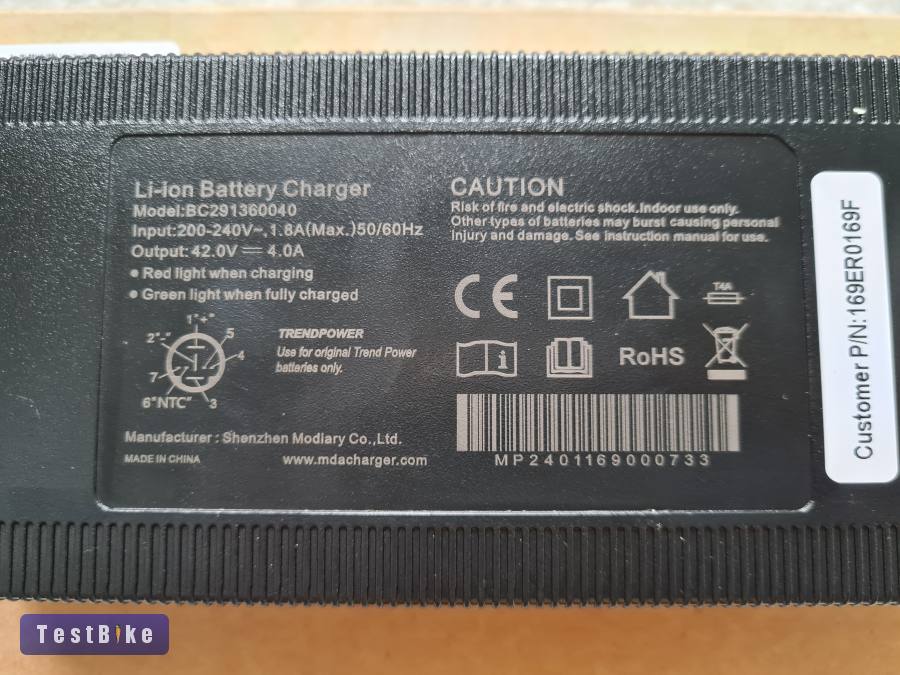 Li-Ion Battery Charger
Model:BC291360040
Input:200-240V~,1.8A(Max.)50/60Hz
Output:42.0V⎓4.0A
● Red light when charging
● Green light when fully charged
1"+"
2"-"
5
4
7
6"NTC"
3
TRENDPOWER
Use for original Trend Power
batteries only.
Manufacturer : Shenzhen Modiary Co.,Ltd.
MADE IN CHINA
www.mdacharger.com
CAUTION
Risk of fire and electric shock.Indoor use only.
Other types of batteries may burst causing personal
injury and damage. See instruction manual for use.
CE
T4A
i
RoHS
MP2401169000733
Customer P/N:169ER0169F
TestBike